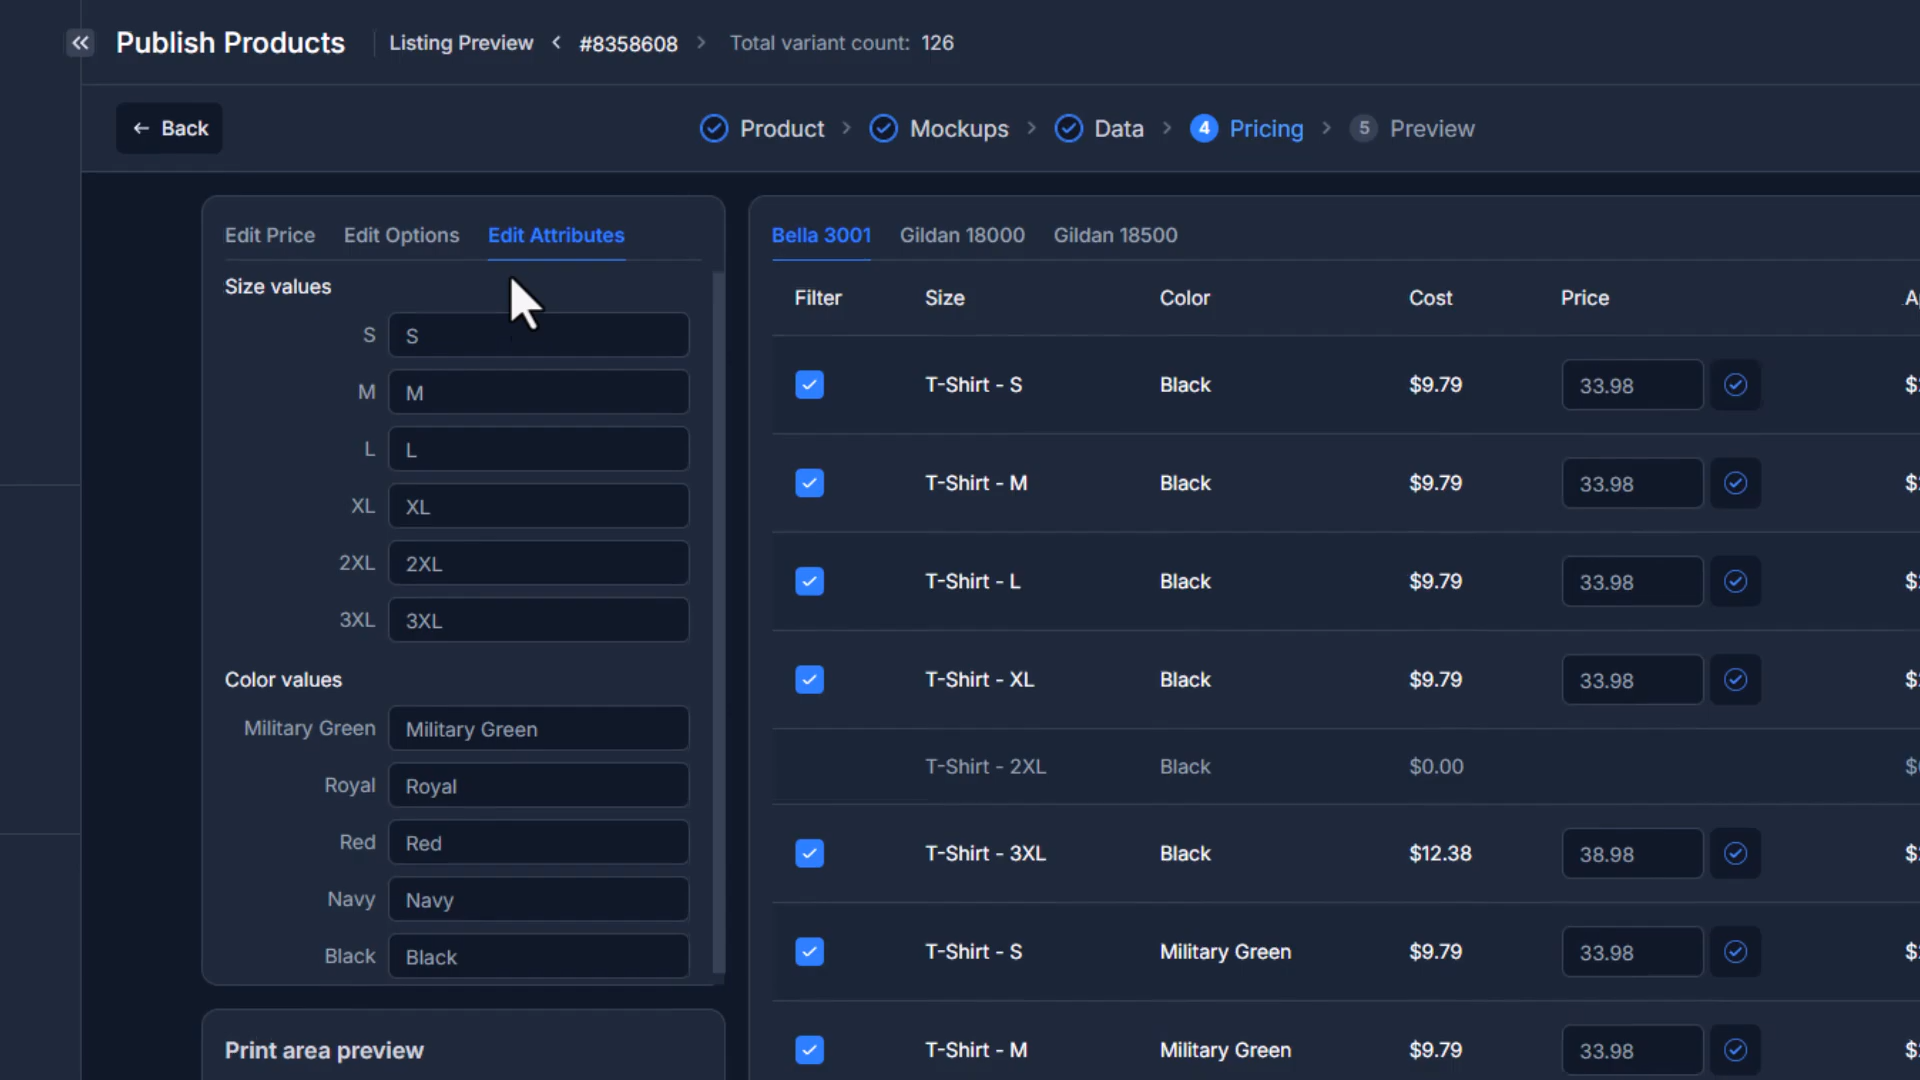 Publish Products Listing Preview #8358608 Total variant count: 126
Back Product Mockups Data 4 Pricing 5 Preview
Edit Price Edit Options Edit Attributes
Size values
S S
M M
L L
XL XL
2XL 2XL
3XL 3XL
Color values
Military Green Military Green
Royal Royal
Red Red
Navy Navy
Black Black
Print area preview
Bella 3001 Gildan 18000 Gildan 18500
Filter Size Color Cost Price
T-Shirt - S Black $9.79 33.98 $
T-Shirt - M Black $9.79 33.98 $
T-Shirt - L Black $9.79 33.98 $
T-Shirt - XL Black $9.79 33.98 $
T-Shirt - 2XL Black $0.00 $
T-Shirt - 3XL Black $12.38 38.98 $
T-Shirt - S Military Green $9.79 33.98 $
T-Shirt - M Military Green $9.79 33.98 $